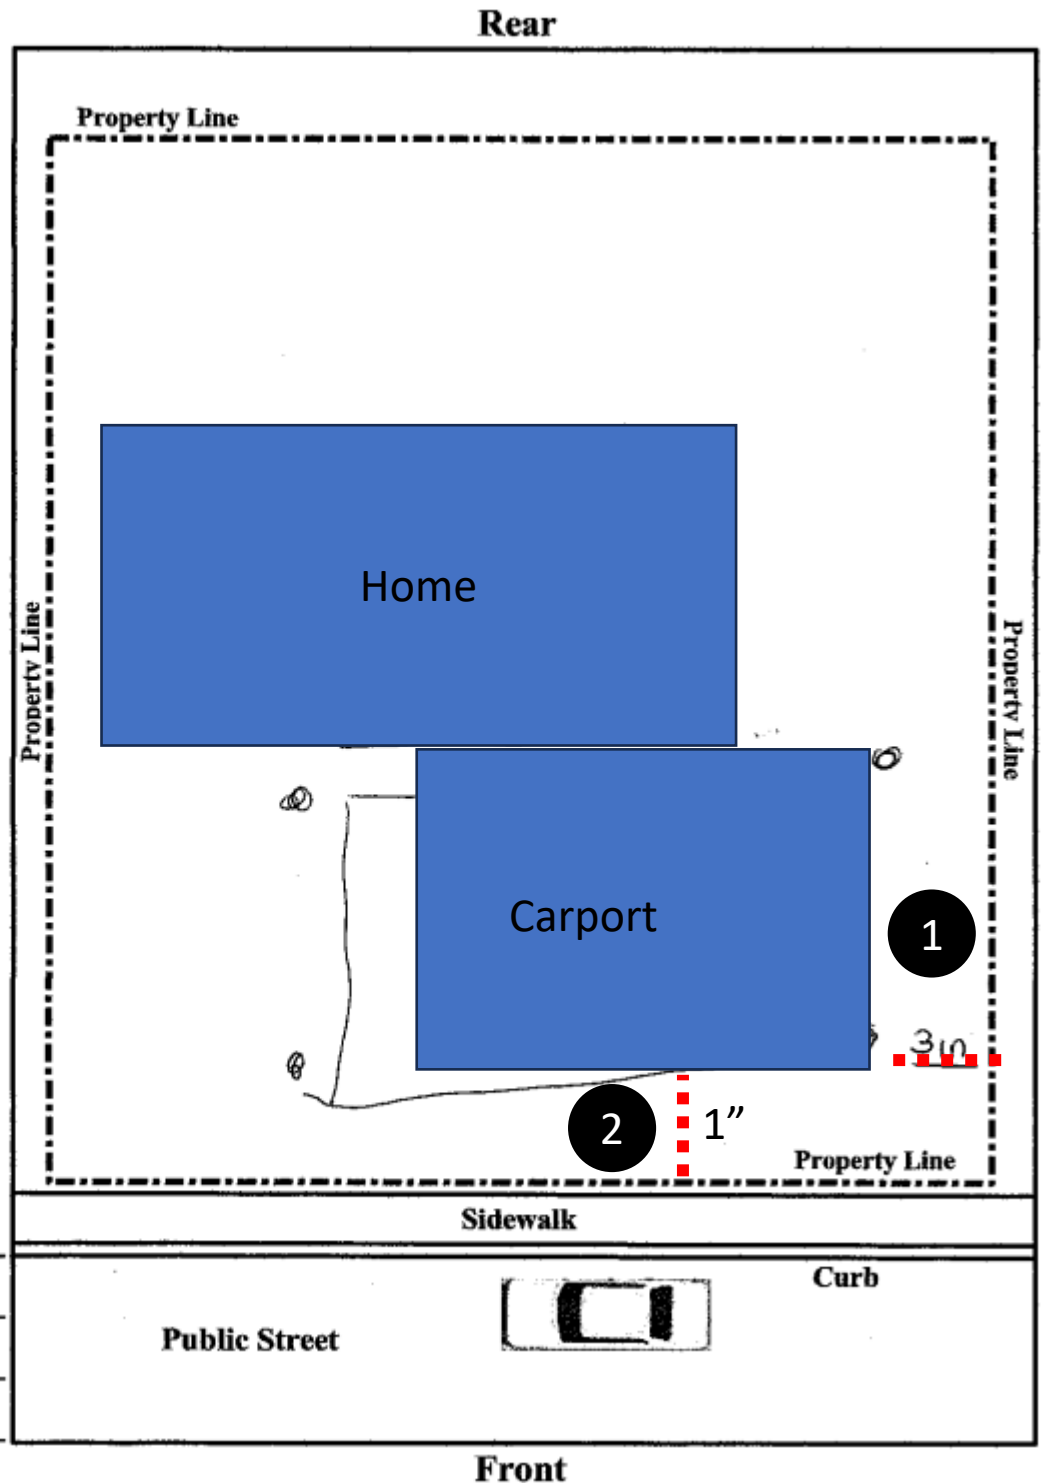 Rear
Property Line
Home
Property Line
Property Line
Carport
1
3in
2
1”
Property Line
Sidewalk
Curb
Public Street
Front